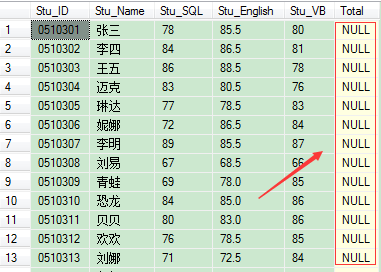 Stu_ID Stu_Name Stu_SQL Stu_English Stu_VB Total
1 0510301 张三 78 85.5 80 NULL
2 0510302 李四 84 86.5 81 NULL
3 0510303 王五 86 88.5 78 NULL
4 0510304 迈克 83 80.5 76 NULL
5 0510305 琳达 77 78.5 83 NULL
6 0510306 妮娜 72 86.5 84 NULL
7 0510307 李明 89 85.5 87 NULL
8 0510308 刘易 67 68.5 66 NULL
9 0510309 青蛙 69 78.0 85 NULL
10 0510310 恐龙 84 85.0 86 NULL
11 0510311 贝贝 80 83.0 86 NULL
12 0510312 欢欢 76 78.5 85 NULL
13 0510313 刘娜 71 72.5 84 NULL